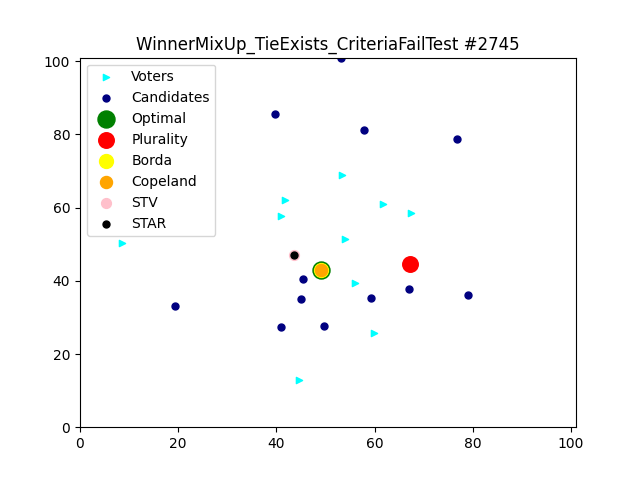 WinnerMixUp_TieExists_CriteriaFailTest #2745
Voters
Candidates
Optimal
Plurality
Borda
Copeland
STV
STAR
100
80
60
40
20
0
0 20 40 60 80 100